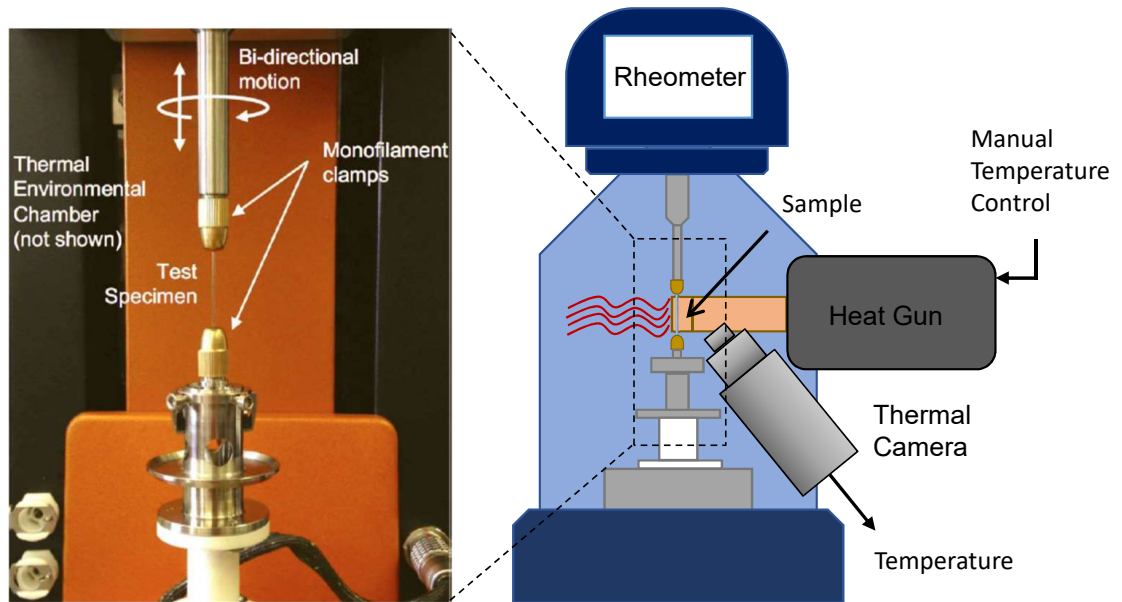 Bi-directional
motion
Thermal
Environmental
Chamber
(not shown)
Monofilament
clamps
Test
Specimen
Rheometer
Manual
Temperature
Control
Sample
Heat Gun
Thermal
Camera
Temperature